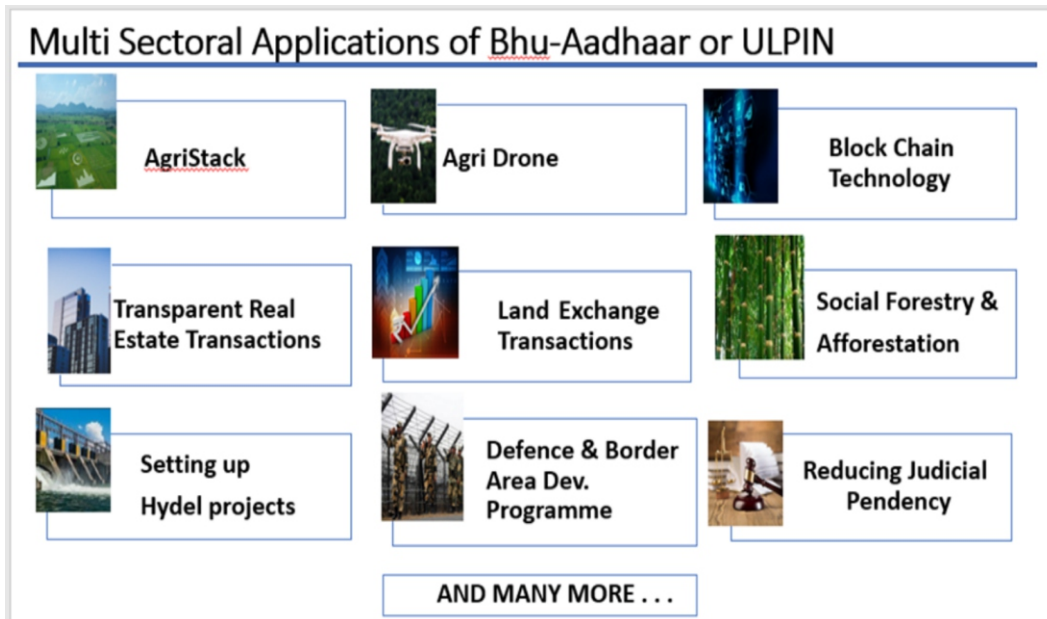 Multi Sectoral Applications of Bhu-Aadhaar or ULPIN
AgriStack
Agri Drone
Block Chain
Technology
Transparent Real
Estate Transactions
Land Exchange
Transactions
Social Forestry &
Afforestation
Setting up
Hydel projects
Defence & Border
Area Dev.
Programme
Reducing Judicial
Pendency
AND MANY MORE . . .